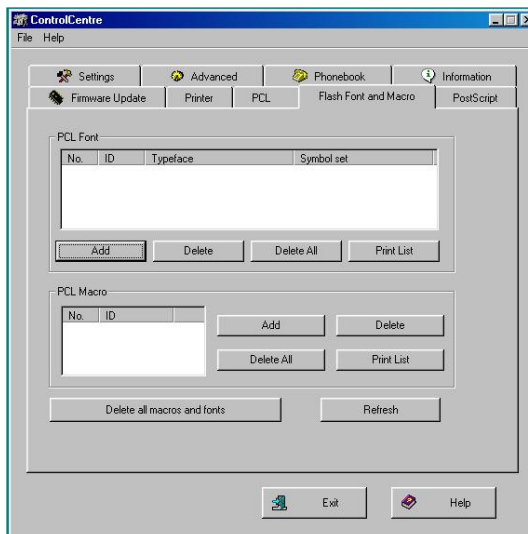 ControlCentre
File Help
Settings Advanced Phonebook Information
Firmware Update Printer PCL Flash Font and Macro PostScript
PCL Font
No. ID Typeface Symbol set
Add Delete Delete All Print List
PCL Macro
No. ID
Add Delete
Delete All Print List
Delete all macros and fonts Refresh
Exit Help